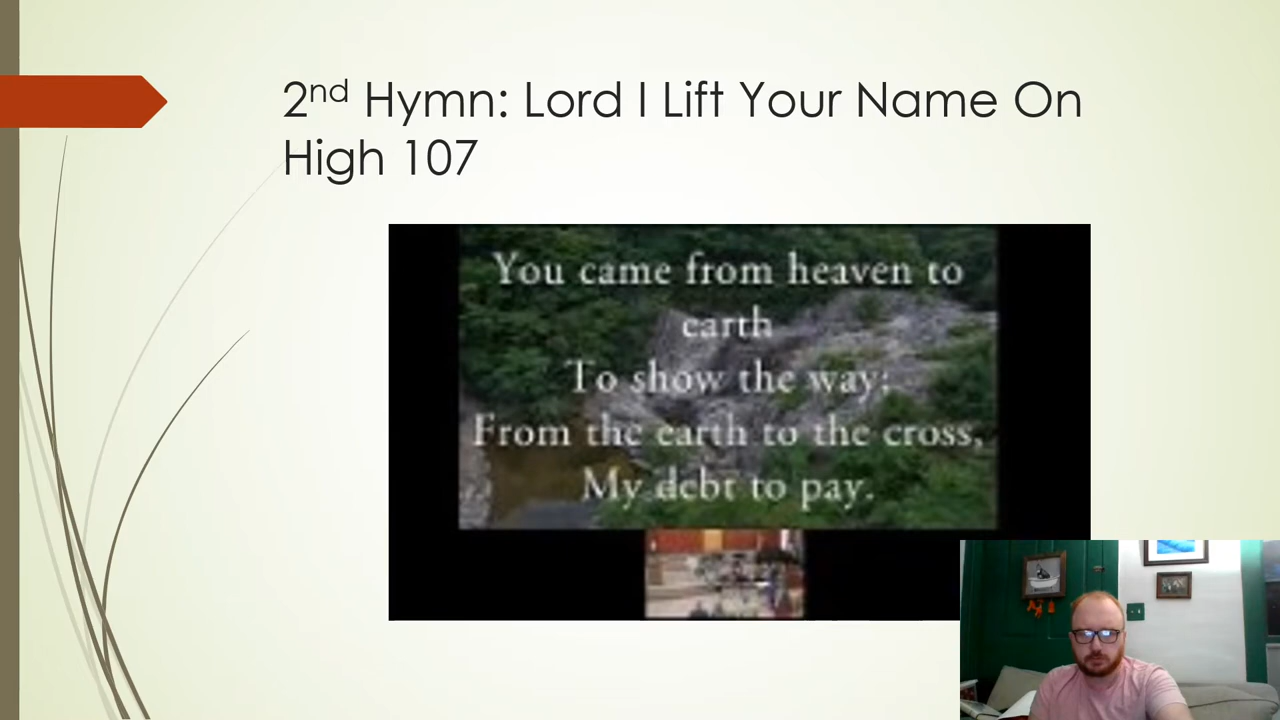 2nd Hymn: Lord I Lift Your Name On
High 107
You came from heaven to
earth
To show the way;
From the earth to the cross,
My debt to pay.